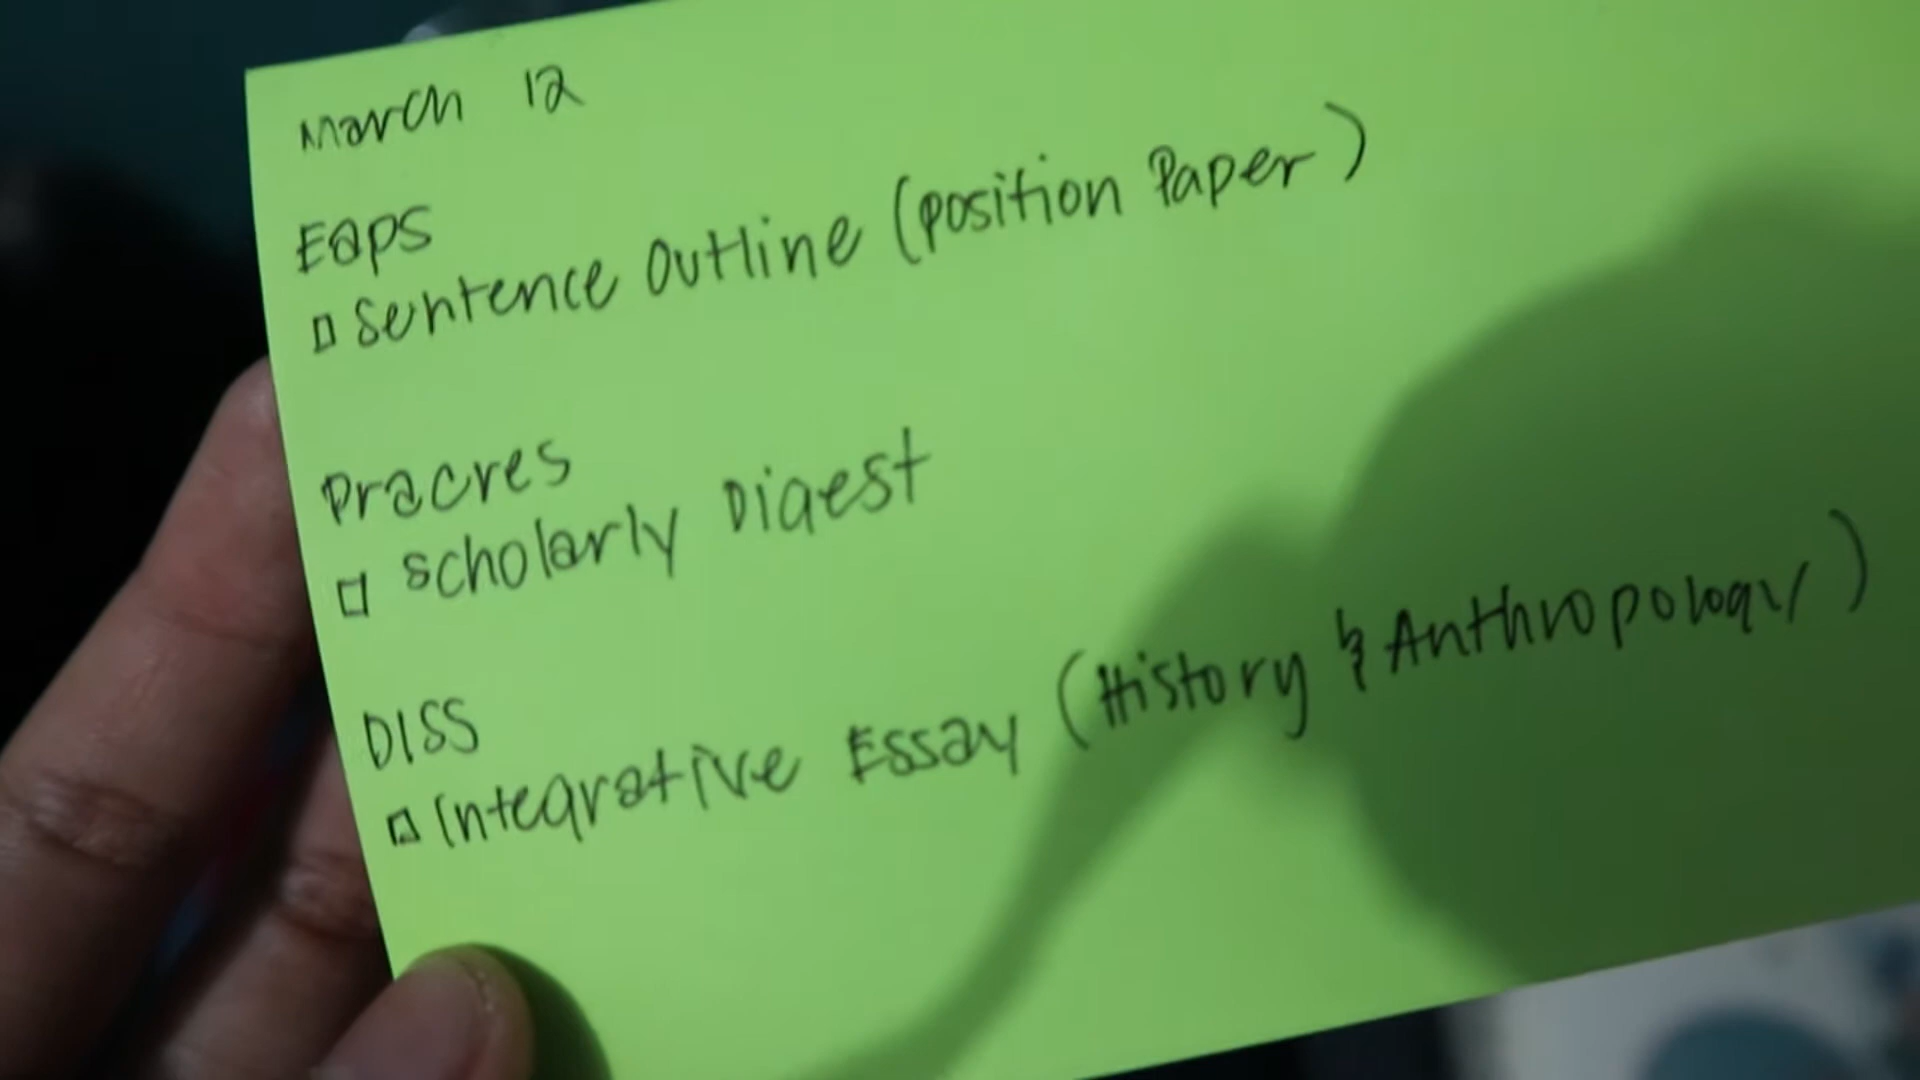 March 12
Eaps
□ Sentence Outline (Position Paper)
Pracres
□ Scholarly Digest
DISS
□ Integrative Essay (History & Anthropology)